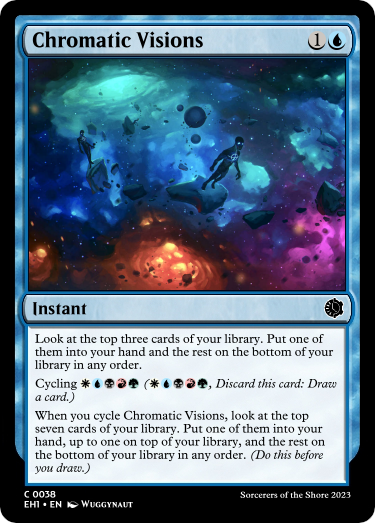 Chromatic Visions 1
Instant
Look at the top three cards of your library. Put one of
them into your hand and the rest on the bottom of your
library in any order.
Cycling (, Discard this card: Draw
a card.)
When you cycle Chromatic Visions, look at the top
seven cards of your library. Put one of them into your
hand, up to one on top of your library, and the rest on
the bottom of your library in any order. (Do this before
you draw.)
C 0038
EH1 • EN Wuggynaut
Sorcerers of the Shore 2023